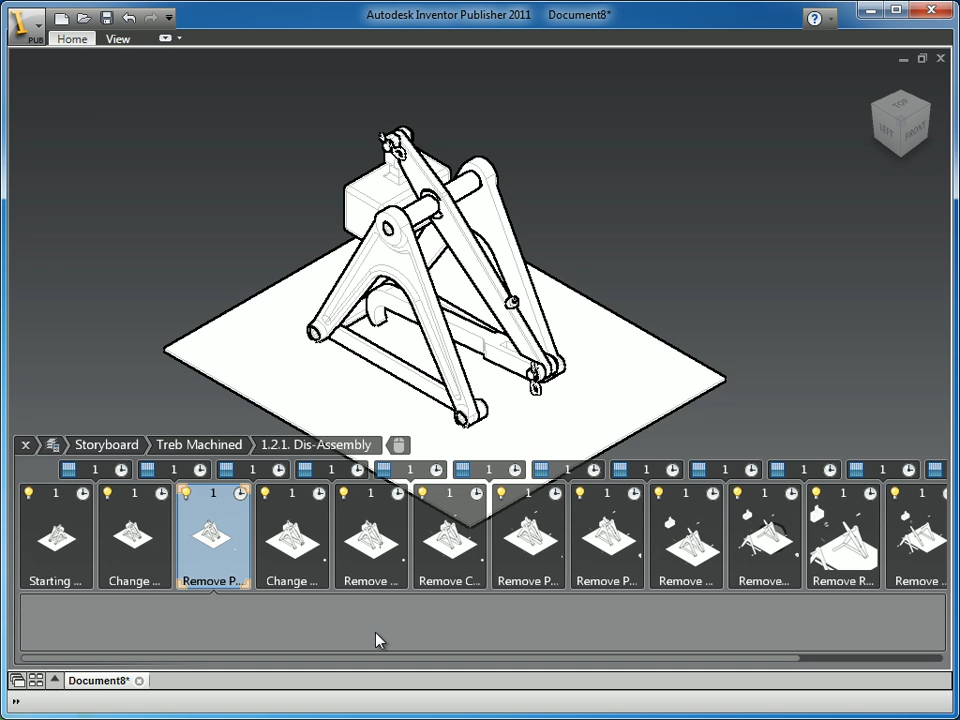 Autodesk Inventor Publisher 2011 Document8*
PUB
Home View
TOP
LEFT FRONT
Storyboard Treb Machined 1.2.1. Dis-Assembly
1 1 1 1 1 1 1 1 1 1 1
1 1 1 1 1 1 1 1 1 1 1 1
Starting ... Change ... Remove P... Change ... Remove ... Remove C... Remove P... Remove P... Remove ... Remove... Remove R... Remove ...
Document8*